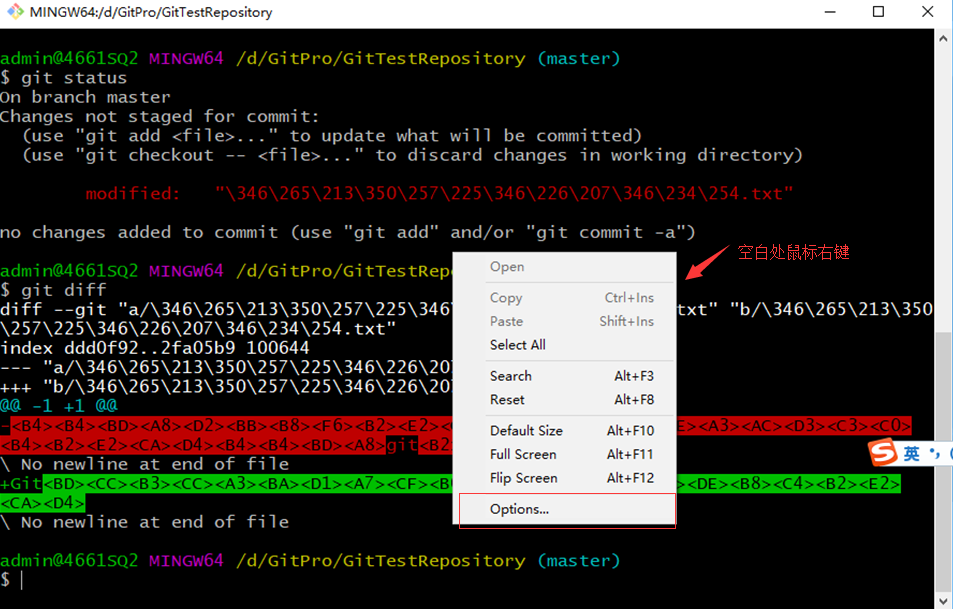 MINGW64:/d/GitPro/GitTestRepository
admin@4661SQ2 MINGW64 /d/GitPro/GitTestRepository (master)
$ git status
On branch master
Changes not staged for commit:
(use "git add <file>..." to update what will be committed)
(use "git checkout -- <file>..." to discard changes in working directory)
modified: "\346\265\213\350\257\225\346\226\207\346\234\254.txt"
no changes added to commit (use "git add" and/or "git commit -a")
空白处鼠标右键
admin@4661SQ2 MINGW64 /d/GitPro/GitTestRepo
$ git diff
diff --git "a/\346\265\213\350\257\225\346 txt" "b/\346\265\213\350
\257\225\346\226\207\346\234\254.txt"
index ddd0f92..2fa05b9 100644
--- "a/\346\265\213\350\257\225\346\226\20
+++ "b/\346\265\213\350\257\225\346\226\20
@@ -1 +1 @@
-<B4><B4><BD><A8><D2><BB><B8><F6><B2><E2>< E><A3><AC><D3><C3><C0>
<B4><B2><E2><CA><D4><B4><B4><BD><A8>git<B2
\ No newline at end of file
+Git<BD><CC><B3><CC><A3><BA><D1><A7><CF><B <DE><B8><C4><B2><E2>
<CA><D4>
\ No newline at end of file
Open
Copy Ctrl+Ins
Paste Shift+Ins
Select All
Search Alt+F3
Reset Alt+F8
Default Size Alt+F10
Full Screen Alt+F11
Flip Screen Alt+F12
Options...
S 英
admin@4661SQ2 MINGW64 /d/GitPro/GitTestRepository (master)
$